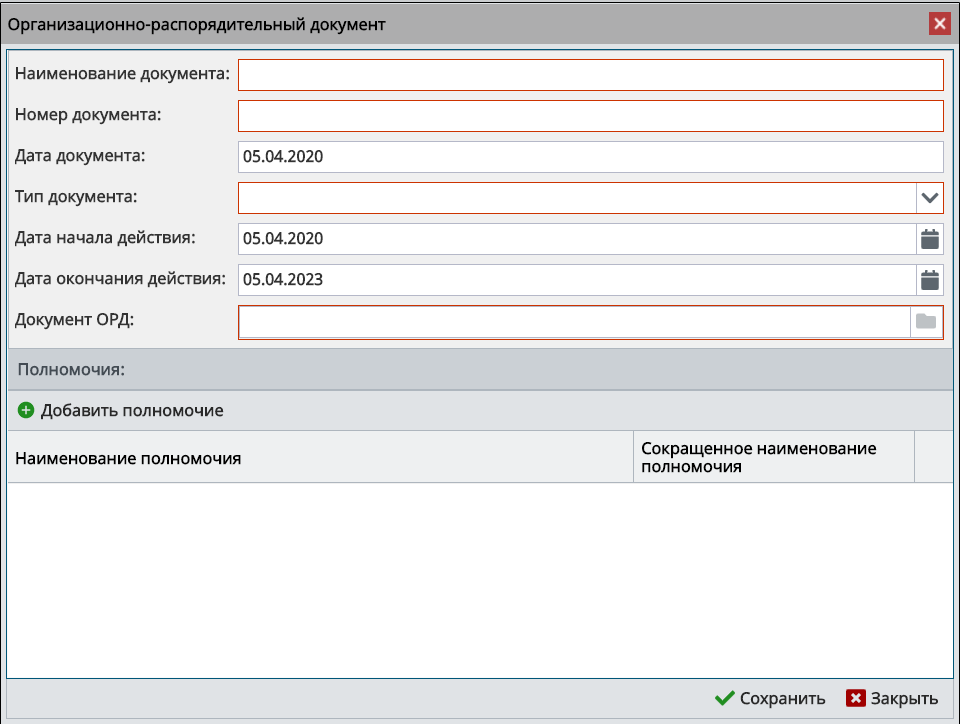 Организационно-распорядительный документ
Наименование документа:
Номер документа:
Дата документа: 05.04.2020
Тип документа:
Дата начала действия: 05.04.2020
Дата окончания действия: 05.04.2023
Документ ОРД:
Полномочия:
Добавить полномочие
Наименование полномочия
Сокращенное наименование
полномочия
Сохранить Закрыть